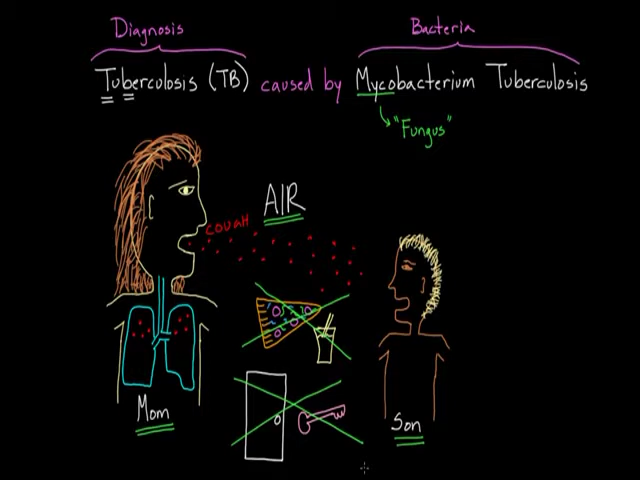 Diagnosis
Bacteria
Tuberculosis (TB) caused by Mycobacterium Tuberculosis
"Fungus"
AIR
COUGH
Mom
Son